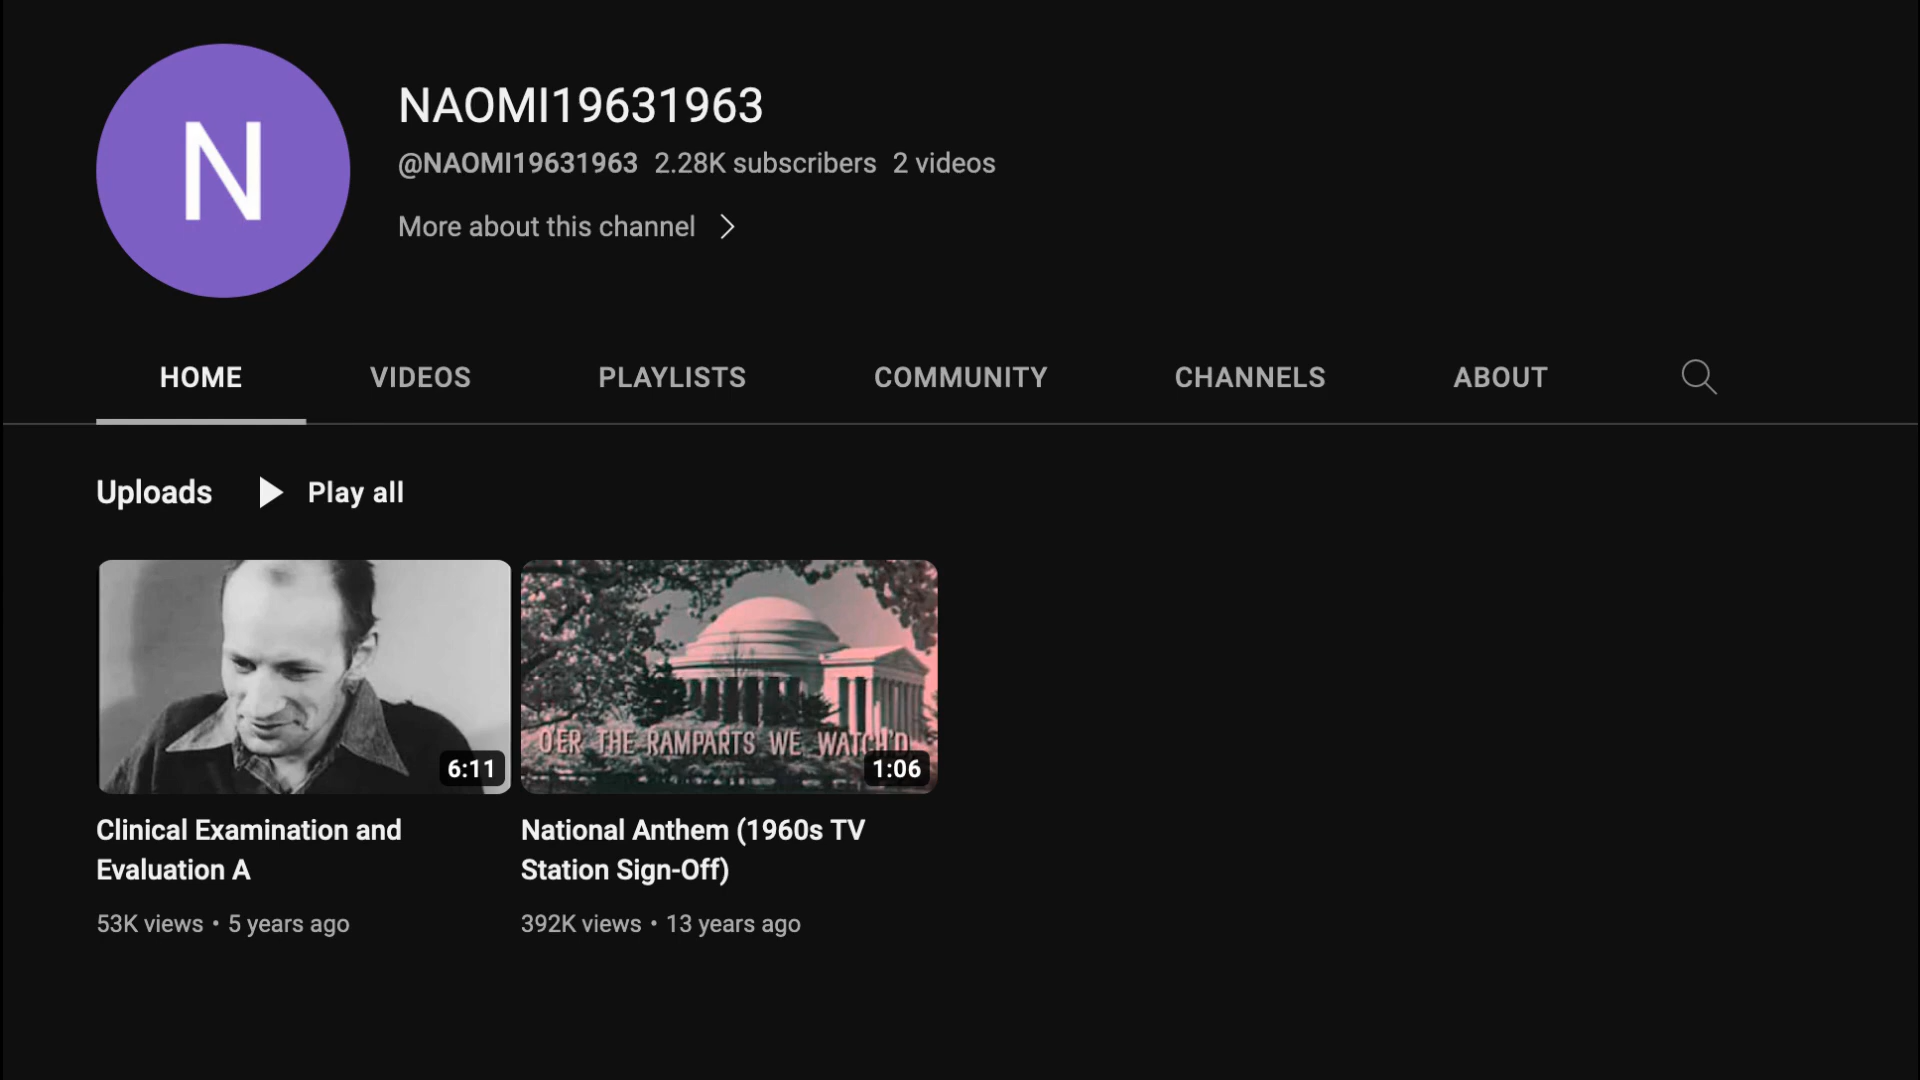 N
NAOMI19631963
@NAOMI19631963 2.28K subscribers 2 videos
More about this channel
HOME VIDEOS PLAYLISTS COMMUNITY CHANNELS ABOUT
Uploads Play all
O'ER THE RAMPARTS WE WATCH'D
6:11 1:06
Clinical Examination and
Evaluation A
53K views • 5 years ago
National Anthem (1960s TV
Station Sign-Off)
392K views • 13 years ago